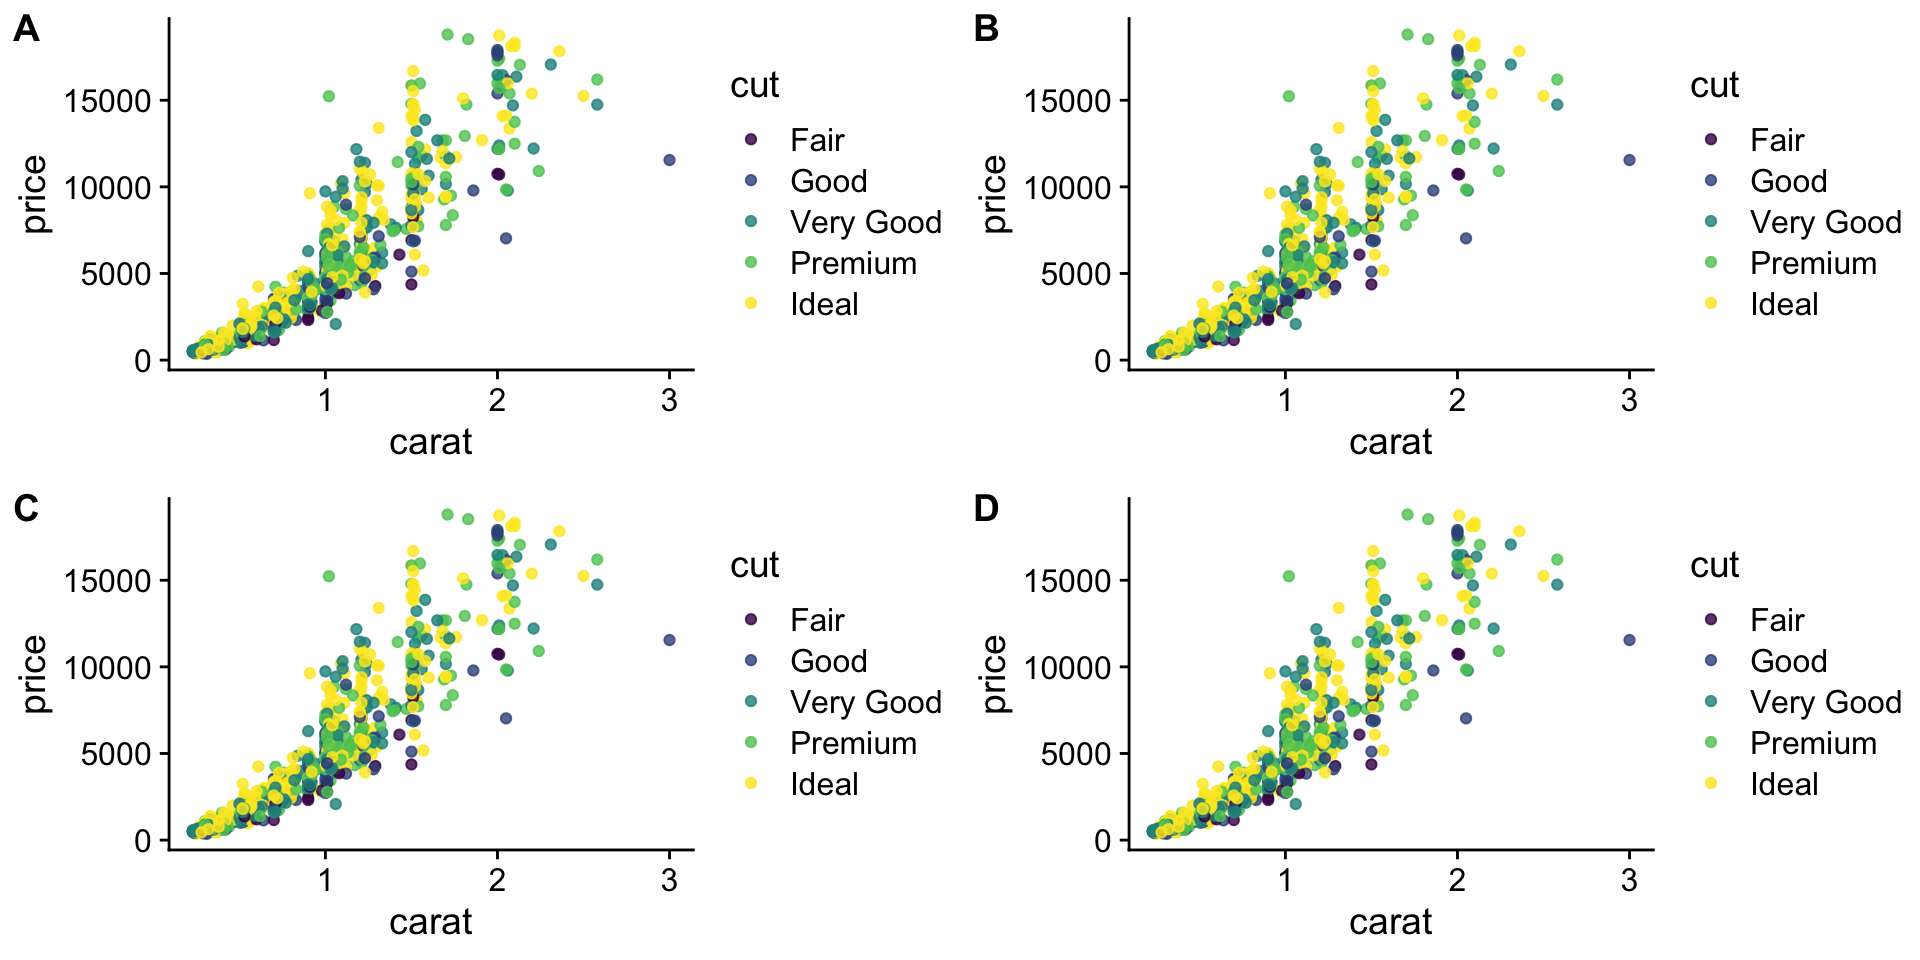 A
cut
Fair
Good
Very Good
Premium
Ideal
price
15000
10000
5000
0
1 2 3
carat
B
cut
Fair
Good
Very Good
Premium
Ideal
price
15000
10000
5000
0
1 2 3
carat
C
cut
Fair
Good
Very Good
Premium
Ideal
price
15000
10000
5000
0
1 2 3
carat
D
cut
Fair
Good
Very Good
Premium
Ideal
price
15000
10000
5000
0
1 2 3
carat